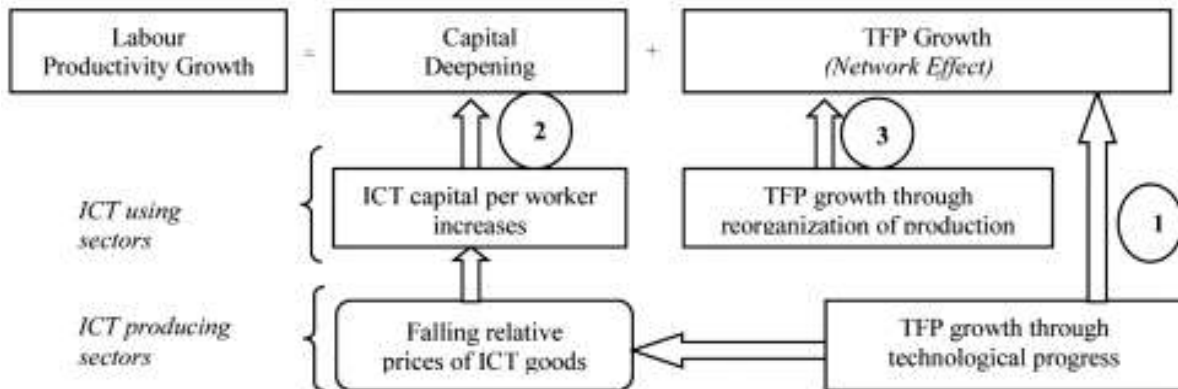 Labour
Productivity Growth
=
Capital
Deepening
+
TFP Growth
(Network Effect)
2
3
ICT using
sectors
ICT capital per worker
increases
TFP growth through
reorganization of production
1
ICT producing
sectors
Falling relative
prices of ICT goods
TFP growth through
technological progress